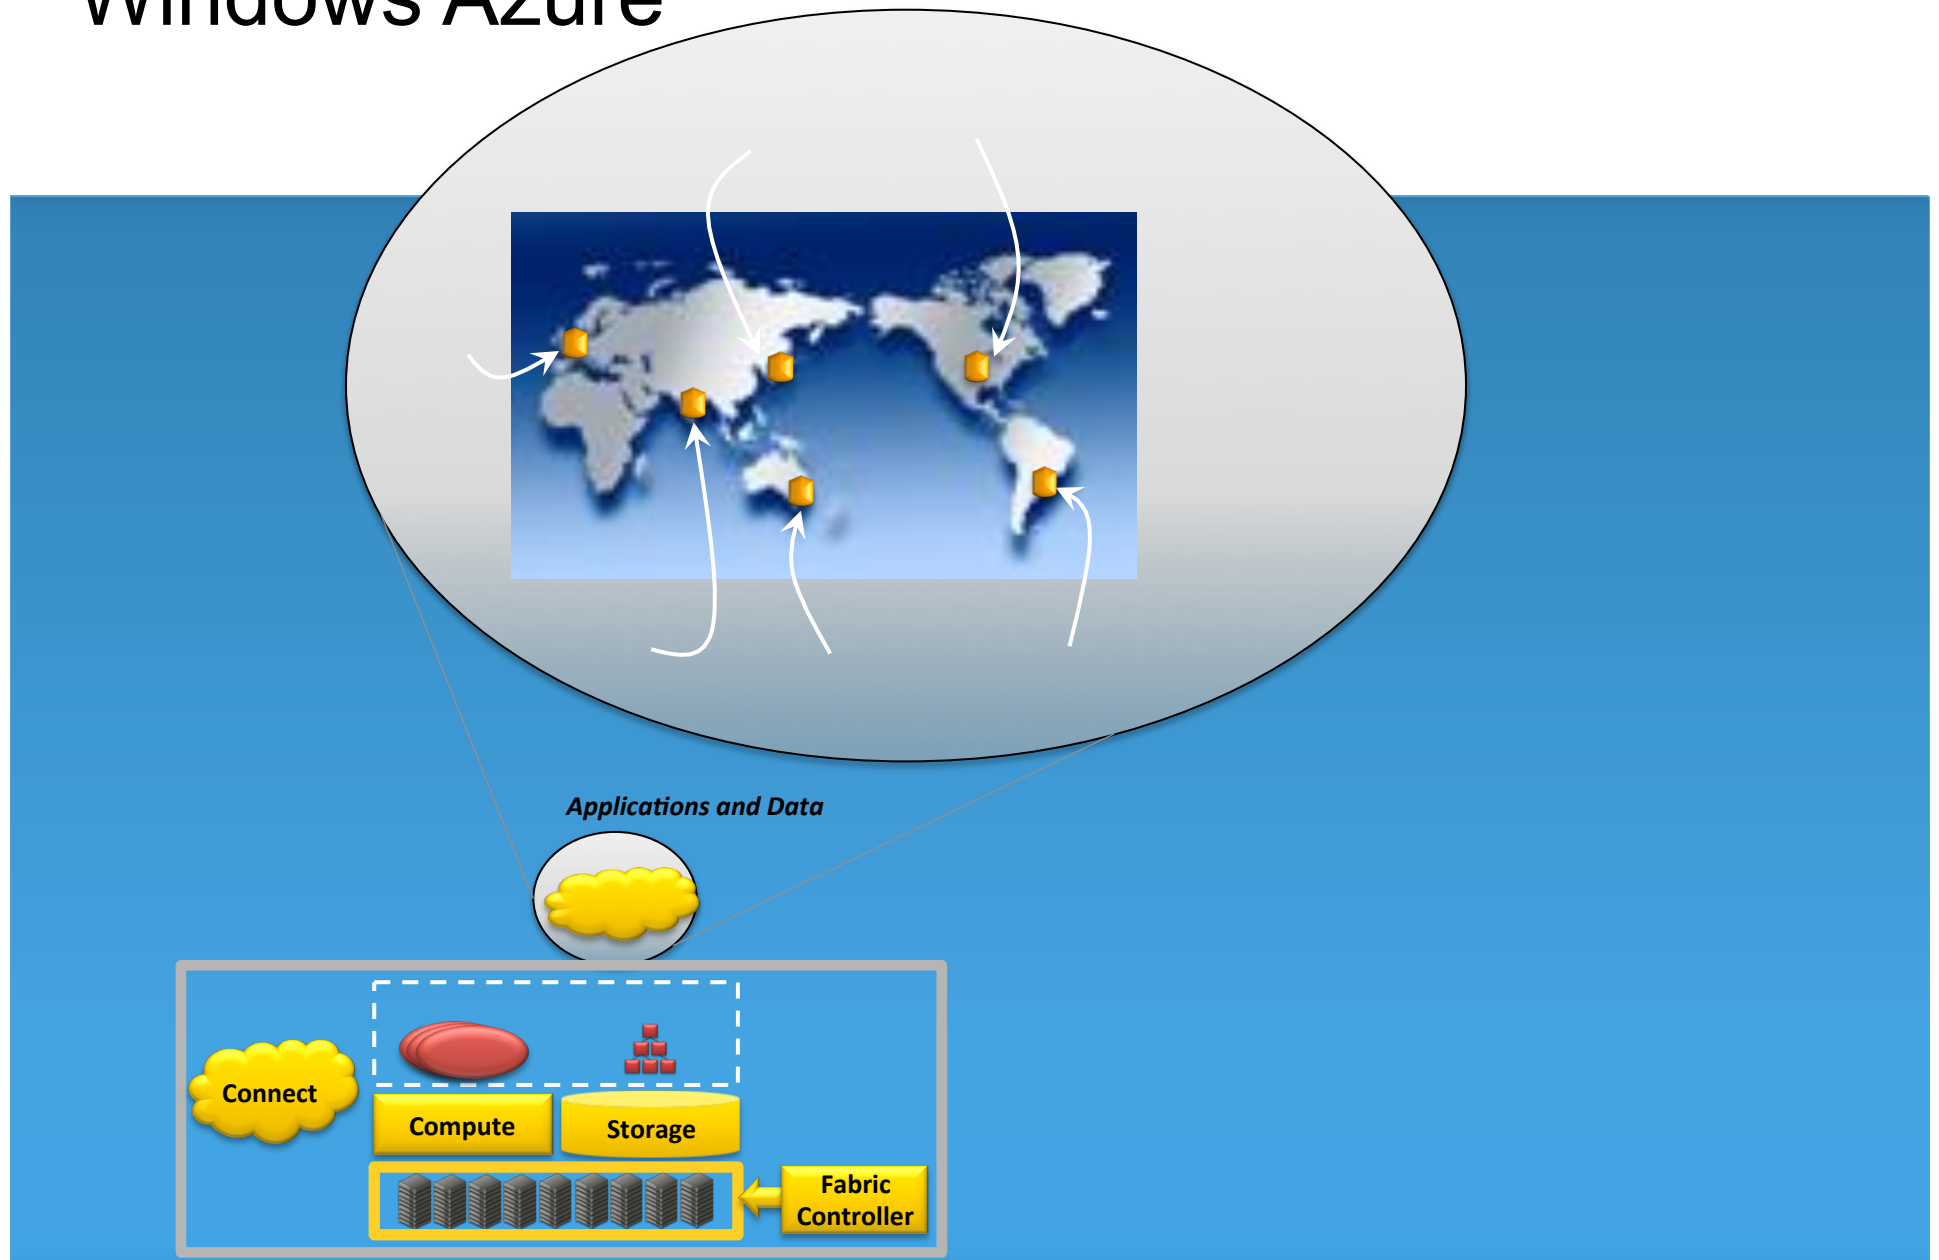 Windows Azure
Applications and Data
Connect
Compute
Storage
Fabric
Controller